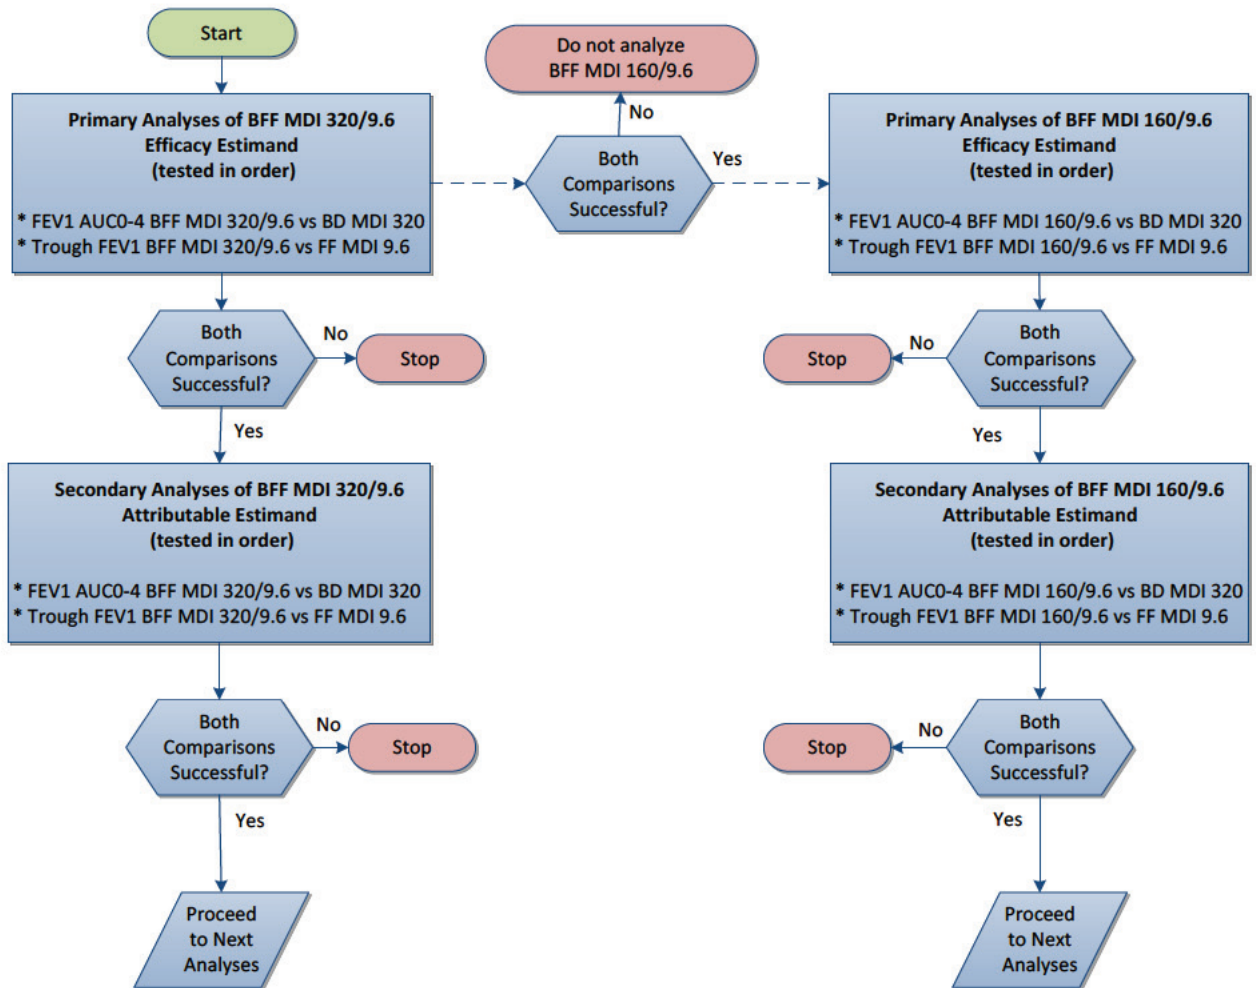 Start
Do not analyze
BFF MDI 160/9.6
No
Primary Analyses of BFF MDI 320/9.6
Efficacy Estimand
(tested in order)
* FEV1 AUC0-4 BFF MDI 320/9.6 vs BD MDI 320
* Trough FEV1 BFF MDI 320/9.6 vs FF MDI 9.6
Both
Comparisons
Successful?
Yes
Primary Analyses of BFF MDI 160/9.6
Efficacy Estimand
(tested in order)
* FEV1 AUC0-4 BFF MDI 160/9.6 vs BD MDI 320
* Trough FEV1 BFF MDI 160/9.6 vs FF MDI 9.6
Both
Comparisons
Successful?
No
Stop
Yes
Stop
No
Both
Comparisons
Successful?
Yes
Secondary Analyses of BFF MDI 320/9.6
Attributable Estimand
(tested in order)
* FEV1 AUC0-4 BFF MDI 320/9.6 vs BD MDI 320
* Trough FEV1 BFF MDI 320/9.6 vs FF MDI 9.6
Secondary Analyses of BFF MDI 160/9.6
Attributable Estimand
(tested in order)
* FEV1 AUC0-4 BFF MDI 160/9.6 vs BD MDI 320
* Trough FEV1 BFF MDI 160/9.6 vs FF MDI 9.6
Both
Comparisons
Successful?
No
Stop
Yes
Stop
No
Both
Comparisons
Successful?
Yes
Proceed
to Next
Analyses
Proceed
to Next
Analyses